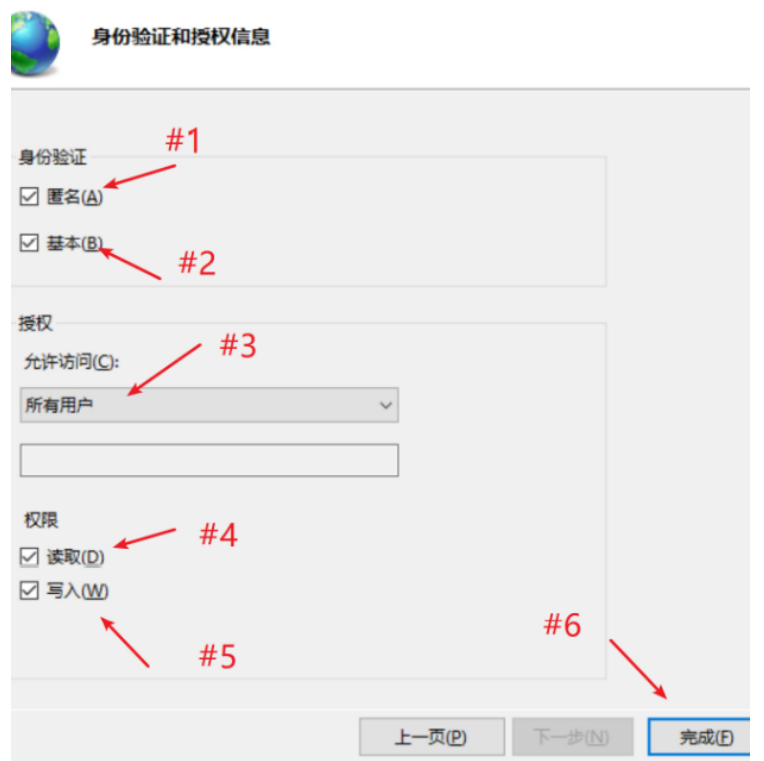 身份验证和授权信息
#1
身份验证
匿名(A)
基本(B)
#2
授权
#3
允许访问(C):
所有用户
权限
#4
读取(D)
写入(W)
#5
#6
上一页(P) 下一步(N) 完成(F)